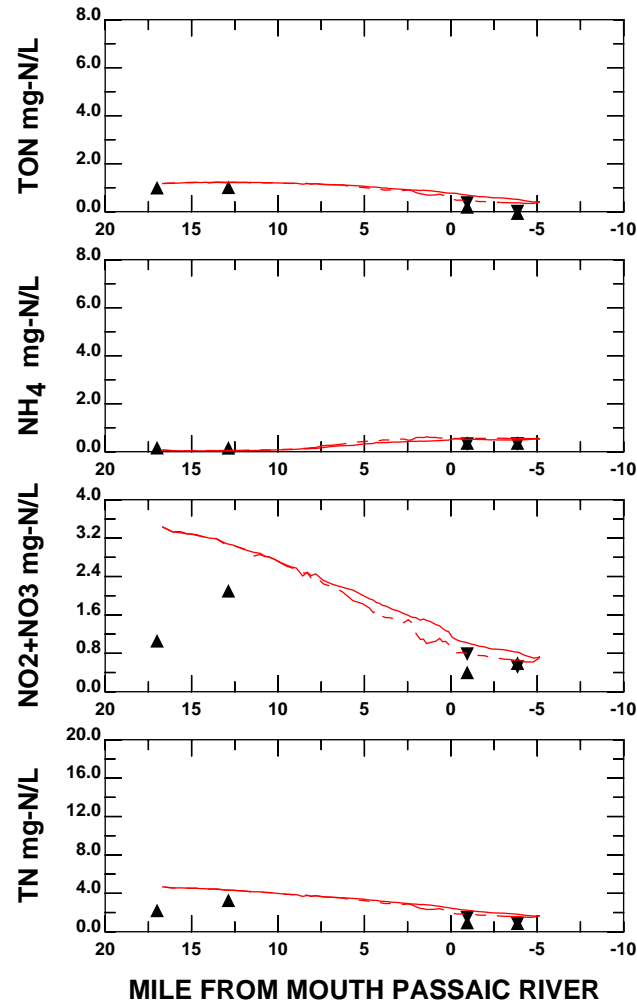 TON mg-N/L
8.0
6.0
4.0
2.0
0.0
20 15 10 5 0 -5 -10
NH4 mg-N/L
8.0
6.0
4.0
2.0
0.0
20 15 10 5 0 -5 -10
NO2+NO3 mg-N/L
4.0
3.2
2.4
1.6
0.8
0.0
20 15 10 5 0 -5 -10
TN mg-N/L
20.0
16.0
12.0
8.0
4.0
0.0
20 15 10 5 0 -5 -10
MILE FROM MOUTH PASSAIC RIVER